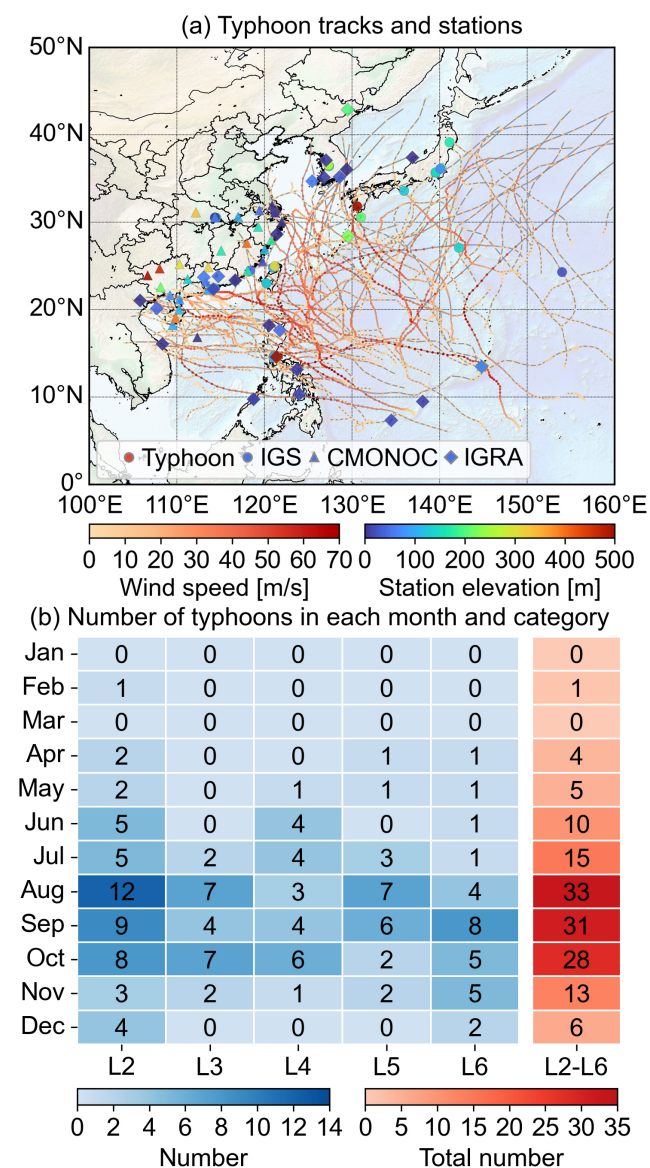 (a) Typhoon tracks and stations
50°N
40°N
30°N
20°N
10°N
0°
Typhoon IGS CMONOC IGRA
100°E 110°E 120°E 130°E 140°E 150°E 160°E
0 10 20 30 40 50 60 70
Wind speed [m/s]
0 100 200 300 400 500
Station elevation [m]
(b) Number of typhoons in each month and category
Jan 0 0 0 0 0 0
Feb 1 0 0 0 0 1
Mar 0 0 0 0 0 0
Apr 2 0 0 1 1 4
May 2 0 1 1 1 5
Jun 5 0 4 0 1 10
Jul 5 2 4 3 1 15
Aug 12 7 3 7 4 33
Sep 9 4 4 6 8 31
Oct 8 7 6 2 5 28
Nov 3 2 1 2 5 13
Dec 4 0 0 0 2 6
L2 L3 L4 L5 L6 L2-L6
0 2 4 6 8 10 12 14
Number
0 5 10 15 20 25 30 35
Total number